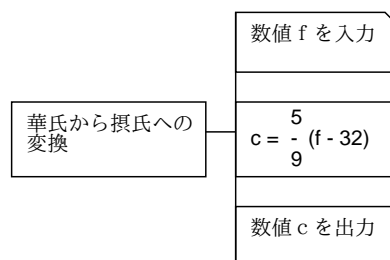 数値 f を入力
華氏から摂氏への
変換
c = 5/9 (f - 32)
数値 c を出力